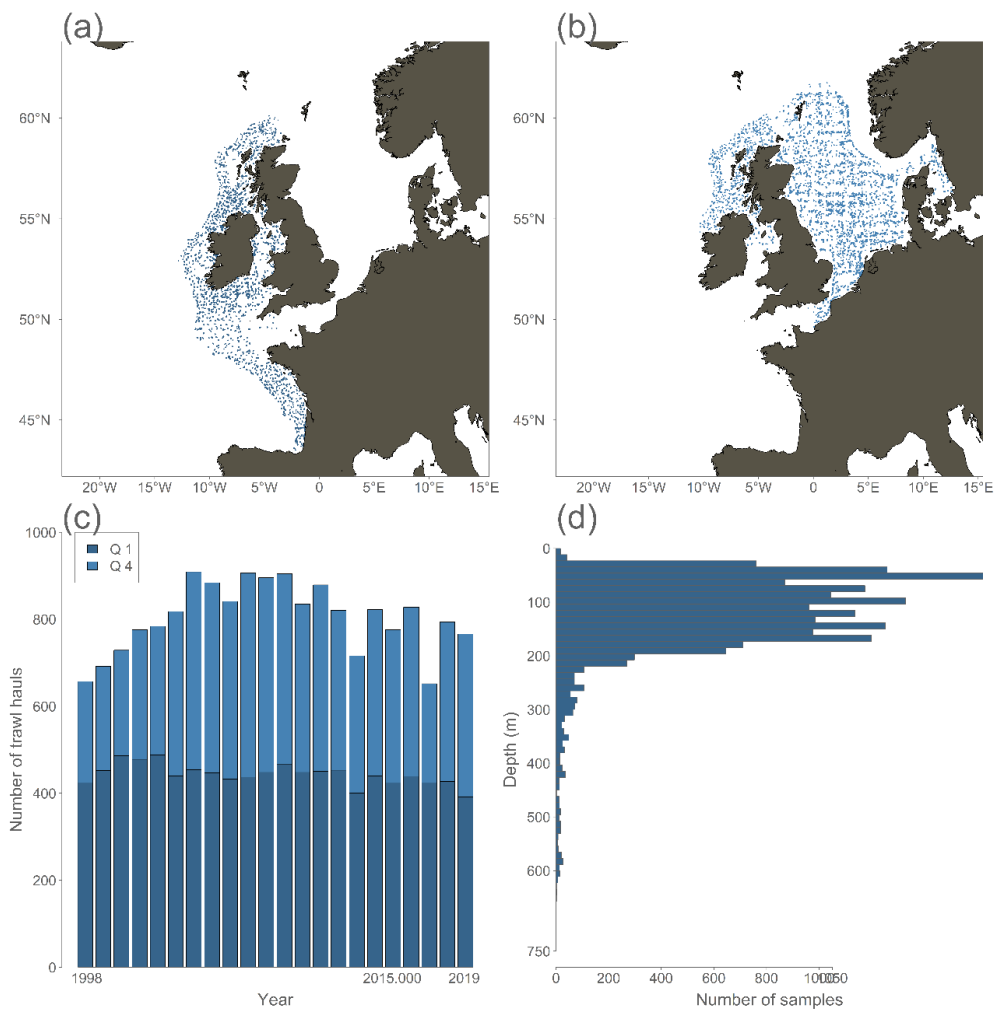 (a)
60°N
55°N
50°N
45°N
20°W 15°W 10°W 5°W 0 5°E 10°E 15°E
(b)
60°N
55°N
50°N
45°N
20°W 15°W 10°W 5°W 0 5°E 10°E 15°E
(c)
1000
Q 1
Q 4
800
600
400
200
0
Number of trawl hauls
1998 2015.000 2019
Year
(d)
0
100
200
300
400
500
600
750
Depth (m)
0 200 400 600 800 1000 1050
Number of samples